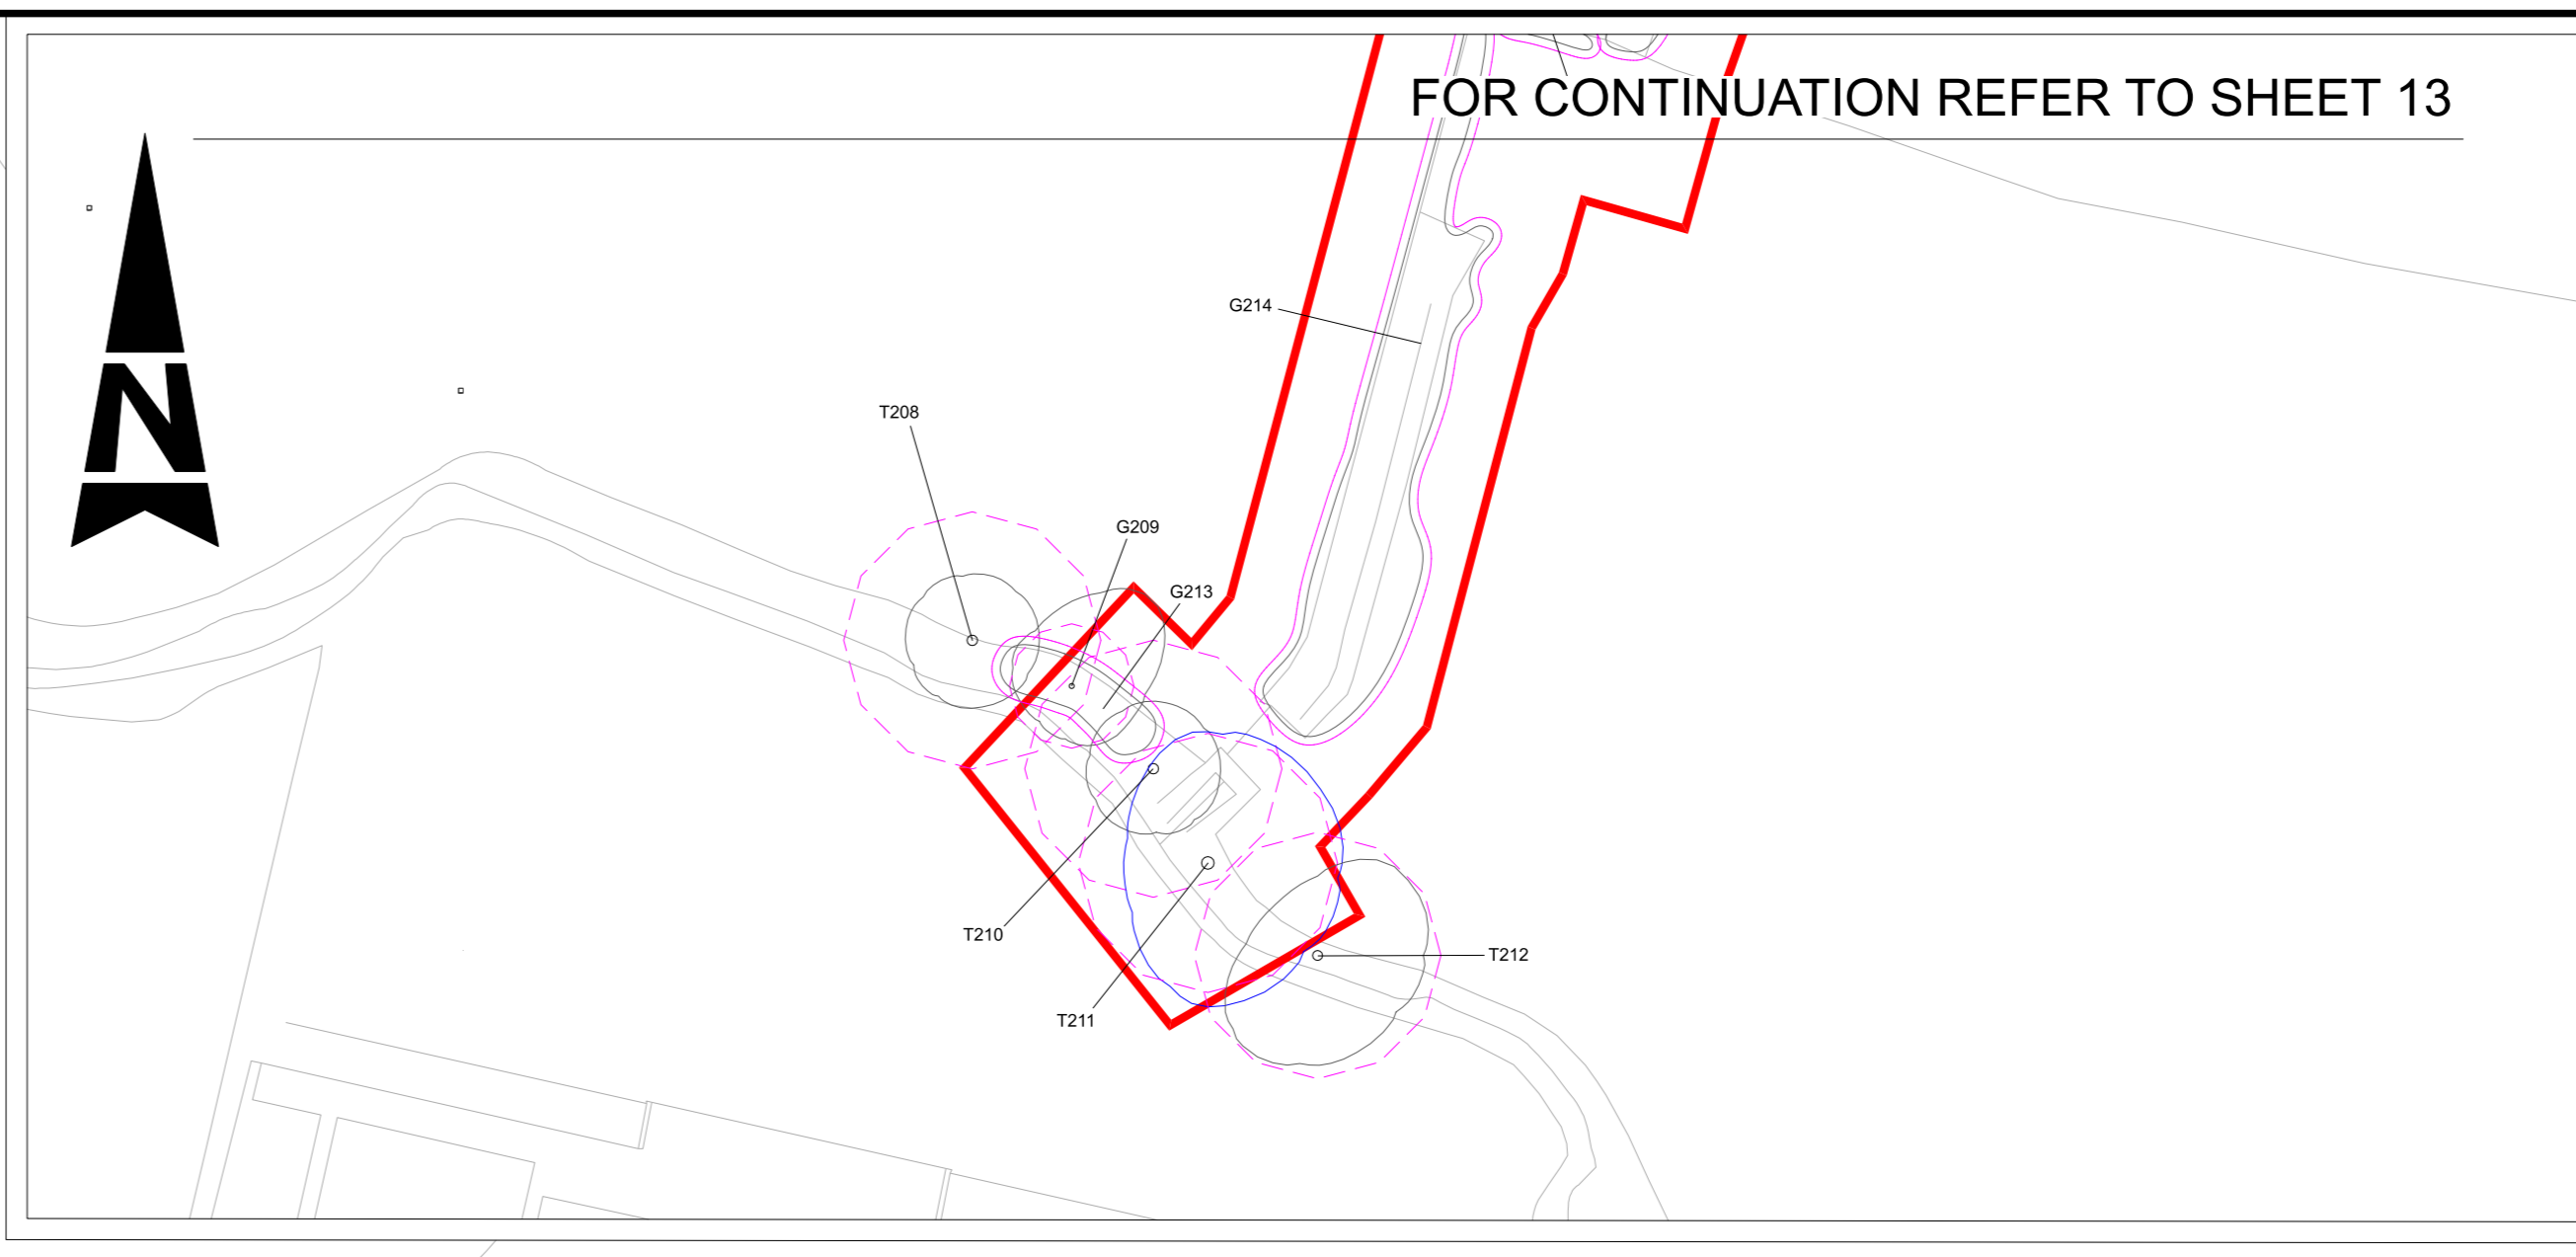 FOR CONTINUATION REFER TO SHEET 13
N
G214
T208
G209
G213
T210
T212
T211